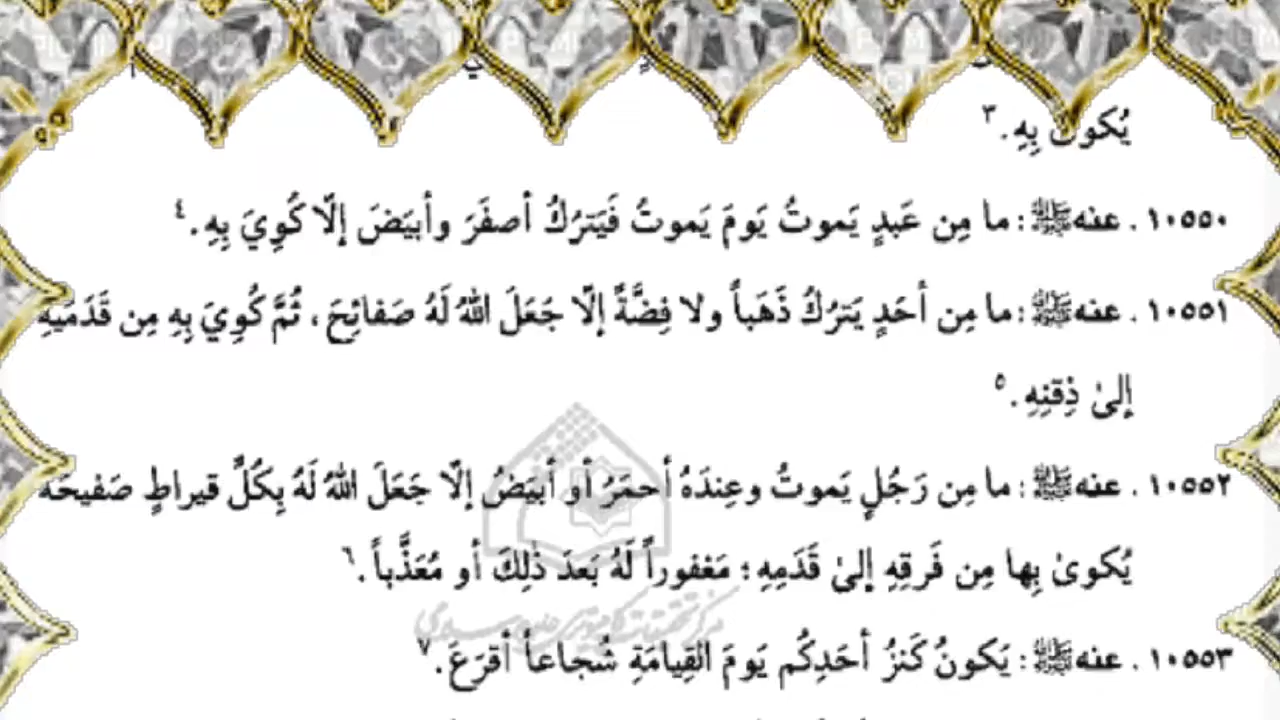 يُكون بِهِ.٣
١٠٥٥٠ . عنه ﷺ : ما مِن عَبدٍ يَموتُ يَومَ يَموتُ فَيَترُكُ أصفَرَ وأبيَضَ إلّا كُوِيَ بِهِ.٤
١٠٥٥١ . عنه ﷺ : ما مِن أحَدٍ يَترُكُ ذَهَباً ولا فِضَّةً إلّا جَعَلَ اللهُ لَهُ صَفائِحَ، ثُمَّ كُوِيَ بِهِ مِن قَدَمَيهِ
إلىٰ ذِقنِهِ.٥
١٠٥٥٢ . عنه ﷺ : ما مِن رَجُلٍ يَموتُ وعِندَهُ أحمَرُ أو أبيَضُ إلّا جَعَلَ اللهُ لَهُ بِكُلِّ قيراطٍ صَفيحَةً
يُكوىٰ بِها مِن فَرقِهِ إلىٰ قَدَمِهِ؛ مَغفوراً لَهُ بَعدَ ذٰلِكَ أو مُعَذَّباً.٦
١٠٥٥٣ . عنه ﷺ : يَكونُ كَنزُ أحَدِكُم يَومَ القِيامَةِ شُجاعاً أقرَعَ.٧